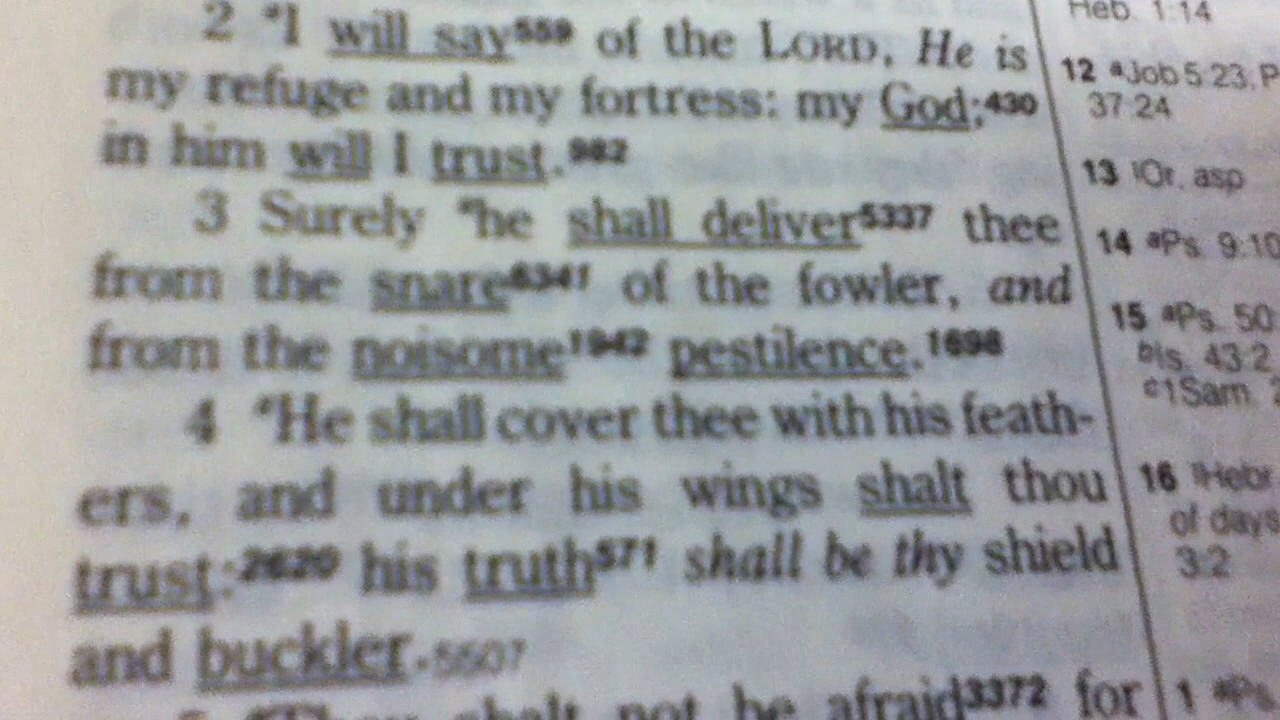 2 aI will say559 of the LORD, He is
my refuge and my fortress: my God;430
in him will I trust.982
3 Surely ahe shall deliver5337 thee
from the snare6341 of the fowler, and
from the noisome1942 pestilence.1698
4 aHe shall cover thee with his feath-
ers, and under his wings shalt thou
trust:2620 his truth571 shall be thy shield
and buckler.5507
shalt not be afraid3372 for
Heb. 1:14
12 aJob 5:23; P
37:24
13 IOr, asp
14 aPs. 9:10
15 aPs. 50
bIs. 43:2
c1Sam. 2
16 IHebr
of days
3:2
1 aPs.